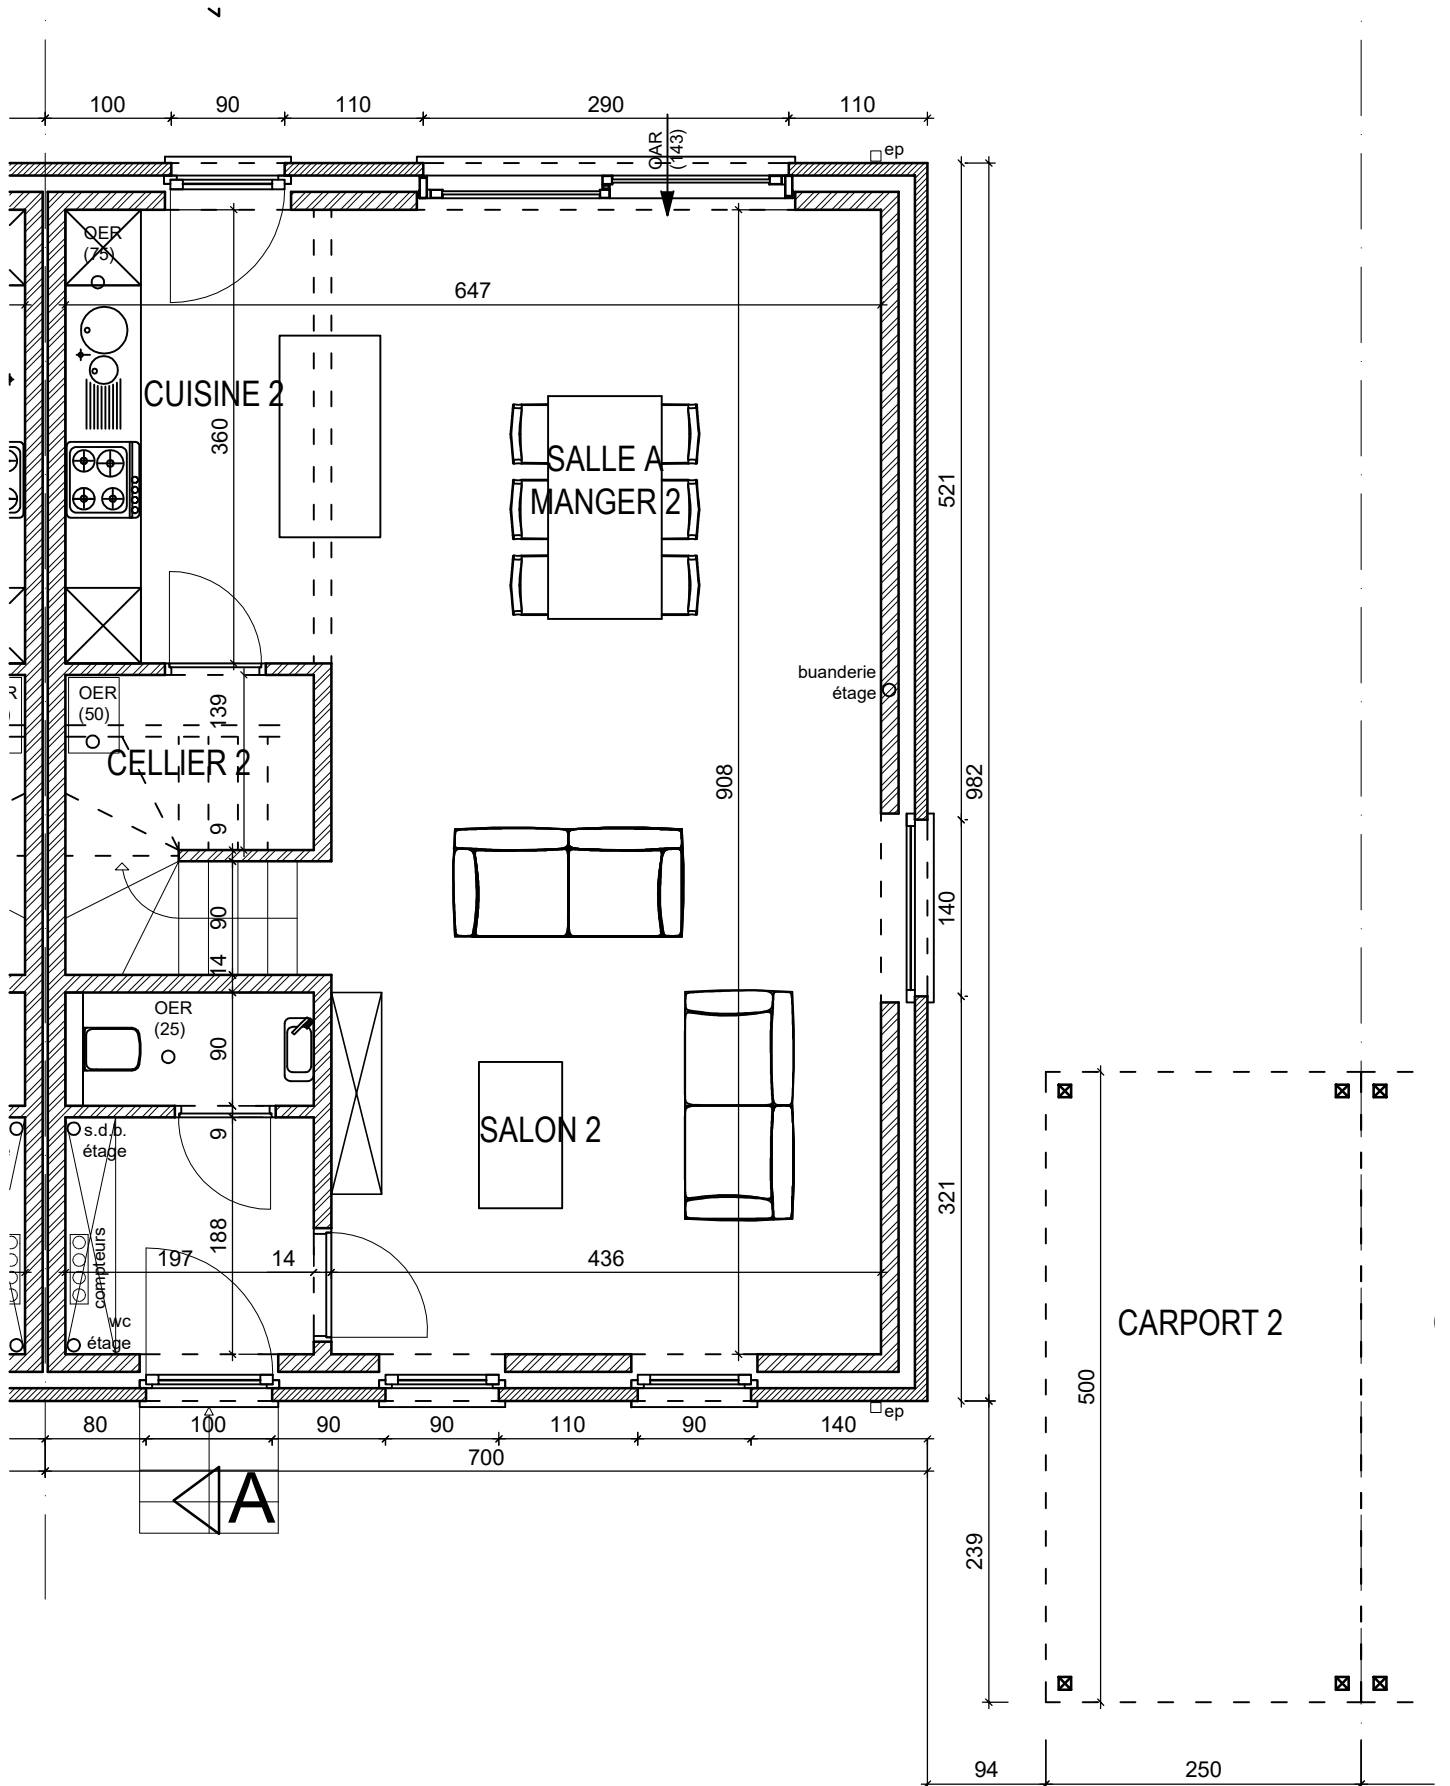 100 90 110 290 110
OAR
(143)
ep
OER
(75)
647
CUISINE 2
360
SALLE A
MANGER 2
521
buanderie
étage
OER
(50)
139
CELLIER 2
9
908
982
90
140
14
OER
(25)
90
SALON 2
s.d.b.
étage
9
188
321
compteurs
197 14 436
wc
étage
CARPORT 2
500
ep
80 100 90 90 110 90 140
700
A
239
94 250